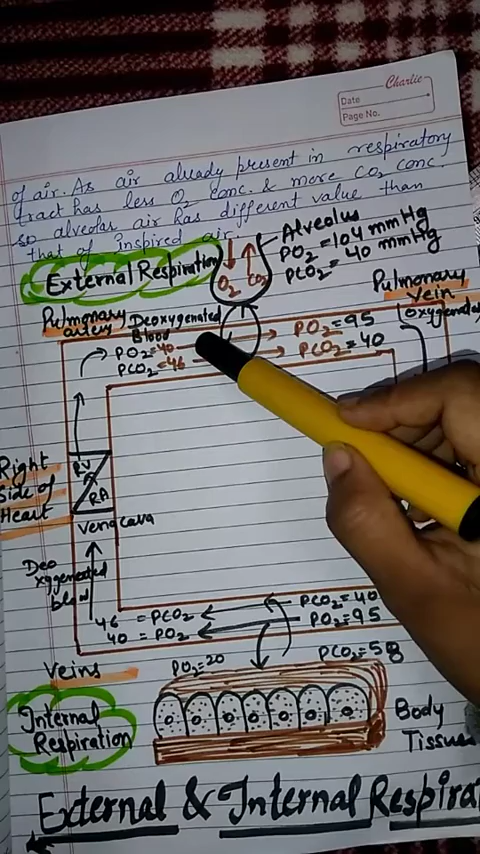 Charlie
Date
Page No.
of air. As air already present in respiratory
tract has less O2 conc. & more CO2 conc.
so alveolar air has different value than
that of inspired air.
External Respiration
O2
CO2
Alveolus
PO2 = 104 mmHg
PCO2 = 40 mmHg
Pulmonary artery
Deoxygenated
Blood
PO2 = 40
PCO2 = 46
PO2 = 95
PCO2 = 40
Pulmonary
Vein
(Oxygenated
Right
Side of
Heart
RV
RA
Vena cava
Deo
xygenated
blood
46 = PCO2
40 = PO2
PCO2 = 40
PO2 = 95
Veins
PO2 = 20
PCO2 = 58
Internal
Respiration
Body
Tissue
External & Internal Respira